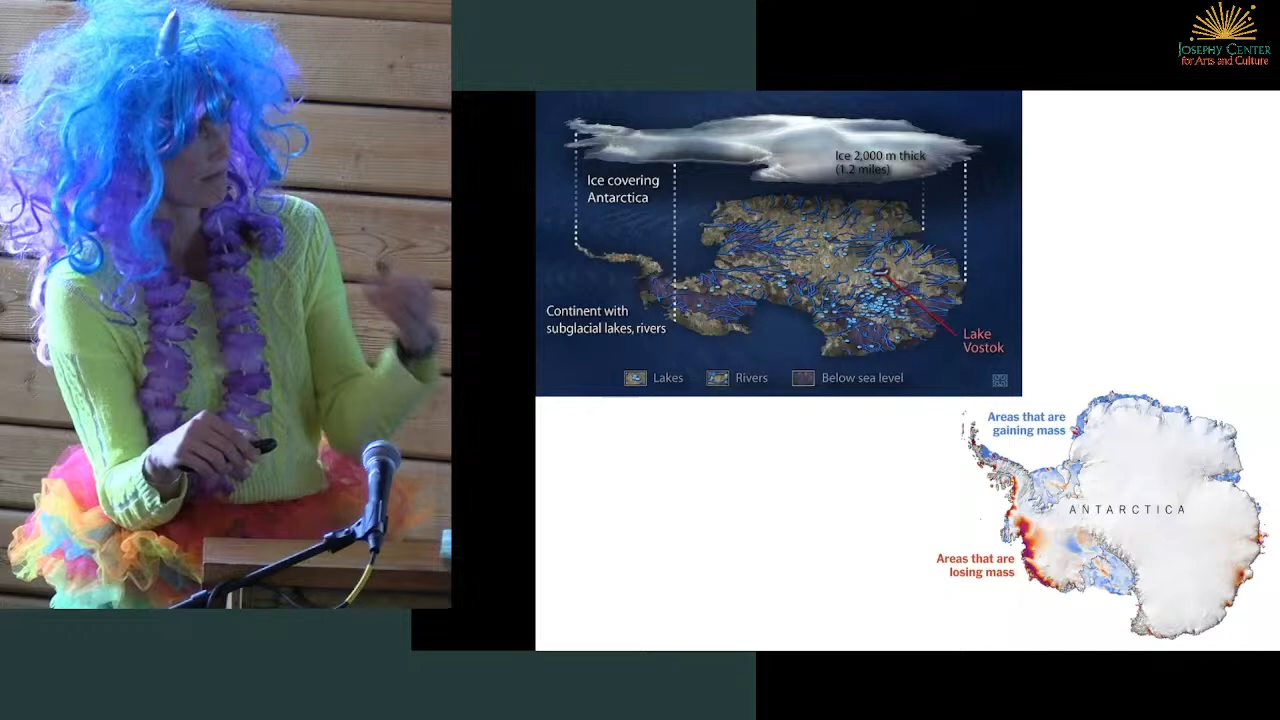 JOSEPHY CENTER
for Arts and Culture
Ice 2,000 m thick
(1.2 miles)
Ice covering
Antarctica
Continent with
subglacial lakes, rivers
Lake
Vostok
Lakes
Rivers
Below sea level
Areas that are
gaining mass
ANTARCTICA
Areas that are
losing mass